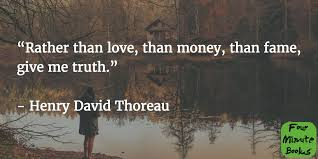 “Rather than love, than money, than fame,
give me truth.”
- Henry David Thoreau
Four
Minute
Books